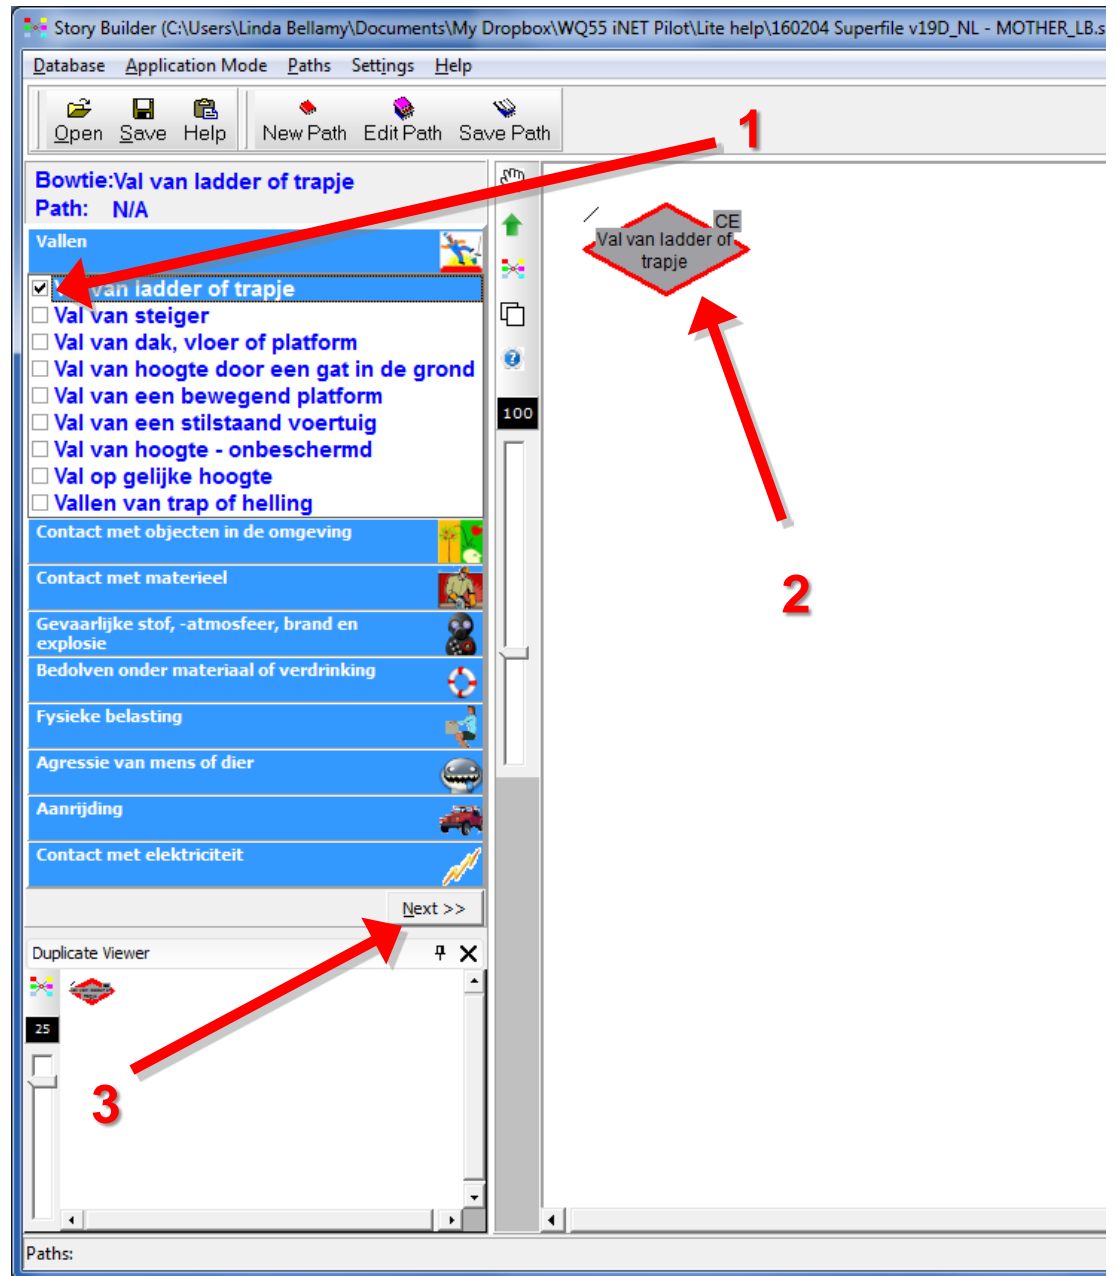 Story Builder (C:\Users\Linda Bellamy\Documents\My Dropbox\WQ55 iNET Pilot\Lite help\160204 Superfile v19D_NL - MOTHER_LB.s
Database Application Mode Paths Settings Help
Open Save Help New Path Edit Path Save Path
1
Bowtie:Val van ladder of trapje
Path: N/A
Vallen
Val van ladder of trapje
Val van steiger
Val van dak, vloer of platform
Val van hoogte door een gat in de grond
Val van een bewegend platform
Val van een stilstaand voertuig
Val van hoogte - onbeschermd
Val op gelijke hoogte
Vallen van trap of helling
Contact met objecten in de omgeving
Contact met materieel
Gevaarlijke stof, -atmosfeer, brand en
explosie
Bedolven onder materiaal of verdrinking
Fysieke belasting
Agressie van mens of dier
Aanrijding
Contact met elektriciteit
Next >>
100
CE
Val van ladder of
trapje
2
Duplicate Viewer
25
3
Paths: